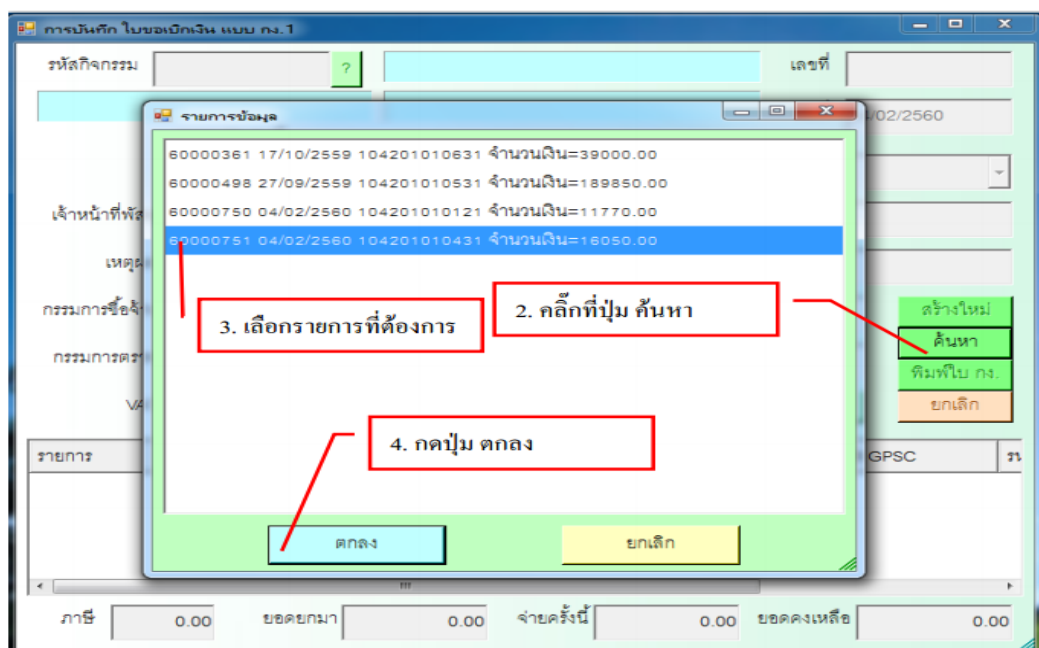 การบันทึก ใบขอเบิกเงิน แบบ กง.1
รหัสกิจกรรม ? เลขที่
รายการข้อมูล /02/2560
60000361 17/10/2559 104201010631 จำนวนเงิน=39000.00
60000498 27/09/2559 104201010531 จำนวนเงิน=189850.00
เจ้าหน้าที่พัส 60000750 04/02/2560 104201010121 จำนวนเงิน=11770.00
60000751 04/02/2560 104201010431 จำนวนเงิน=16050.00
เหตุผ
กรรมการซื้อจ้
3. เลือกรายการที่ต้องการ
2. คลิ๊กที่ปุ่ม ค้นหา
สร้างใหม่
ค้นหา
กรรมการตรา
พิมพ์ใบ กง.
VA
ยกเลิก
4. กดปุ่ม ตกลง
รายการ GPSC
ตกลง ยกเลิก
ภาษี 0.00 ยอดยกมา 0.00 จ่ายครั้งนี้ 0.00 ยอดคงเหลือ 0.00